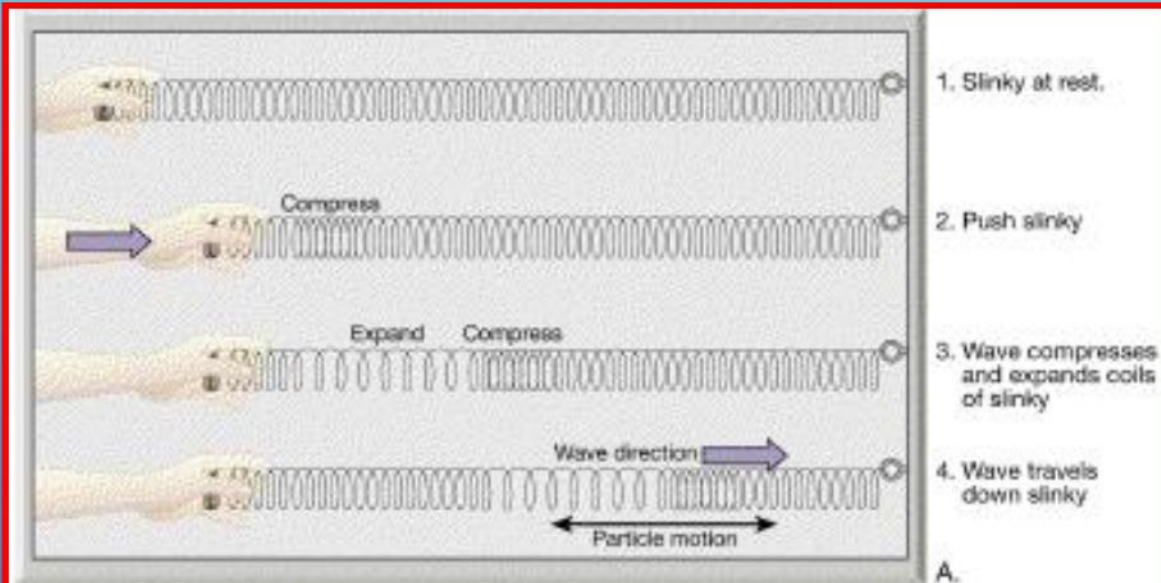 1. Slinky at rest.
Compress
2. Push slinky
Expand Compress
3. Wave compresses
and expands coils
of slinky
Wave direction
4. Wave travels
down slinky
Particle motion
A.